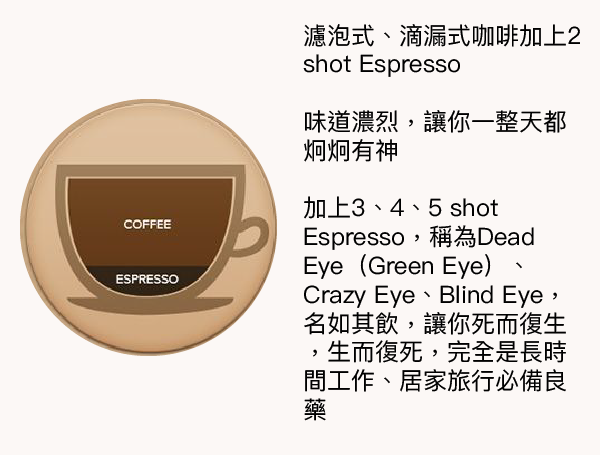 濾泡式、滴漏式咖啡加上2
shot Espresso
味道濃烈，讓你一整天都
炯炯有神
加上3、4、5 shot
Espresso，稱為Dead
Eye（Green Eye）、
Crazy Eye、Blind Eye，
名如其飲，讓你死而復生
，生而復死，完全是長時
間工作、居家旅行必備良
藥
COFFEE
ESPRESSO